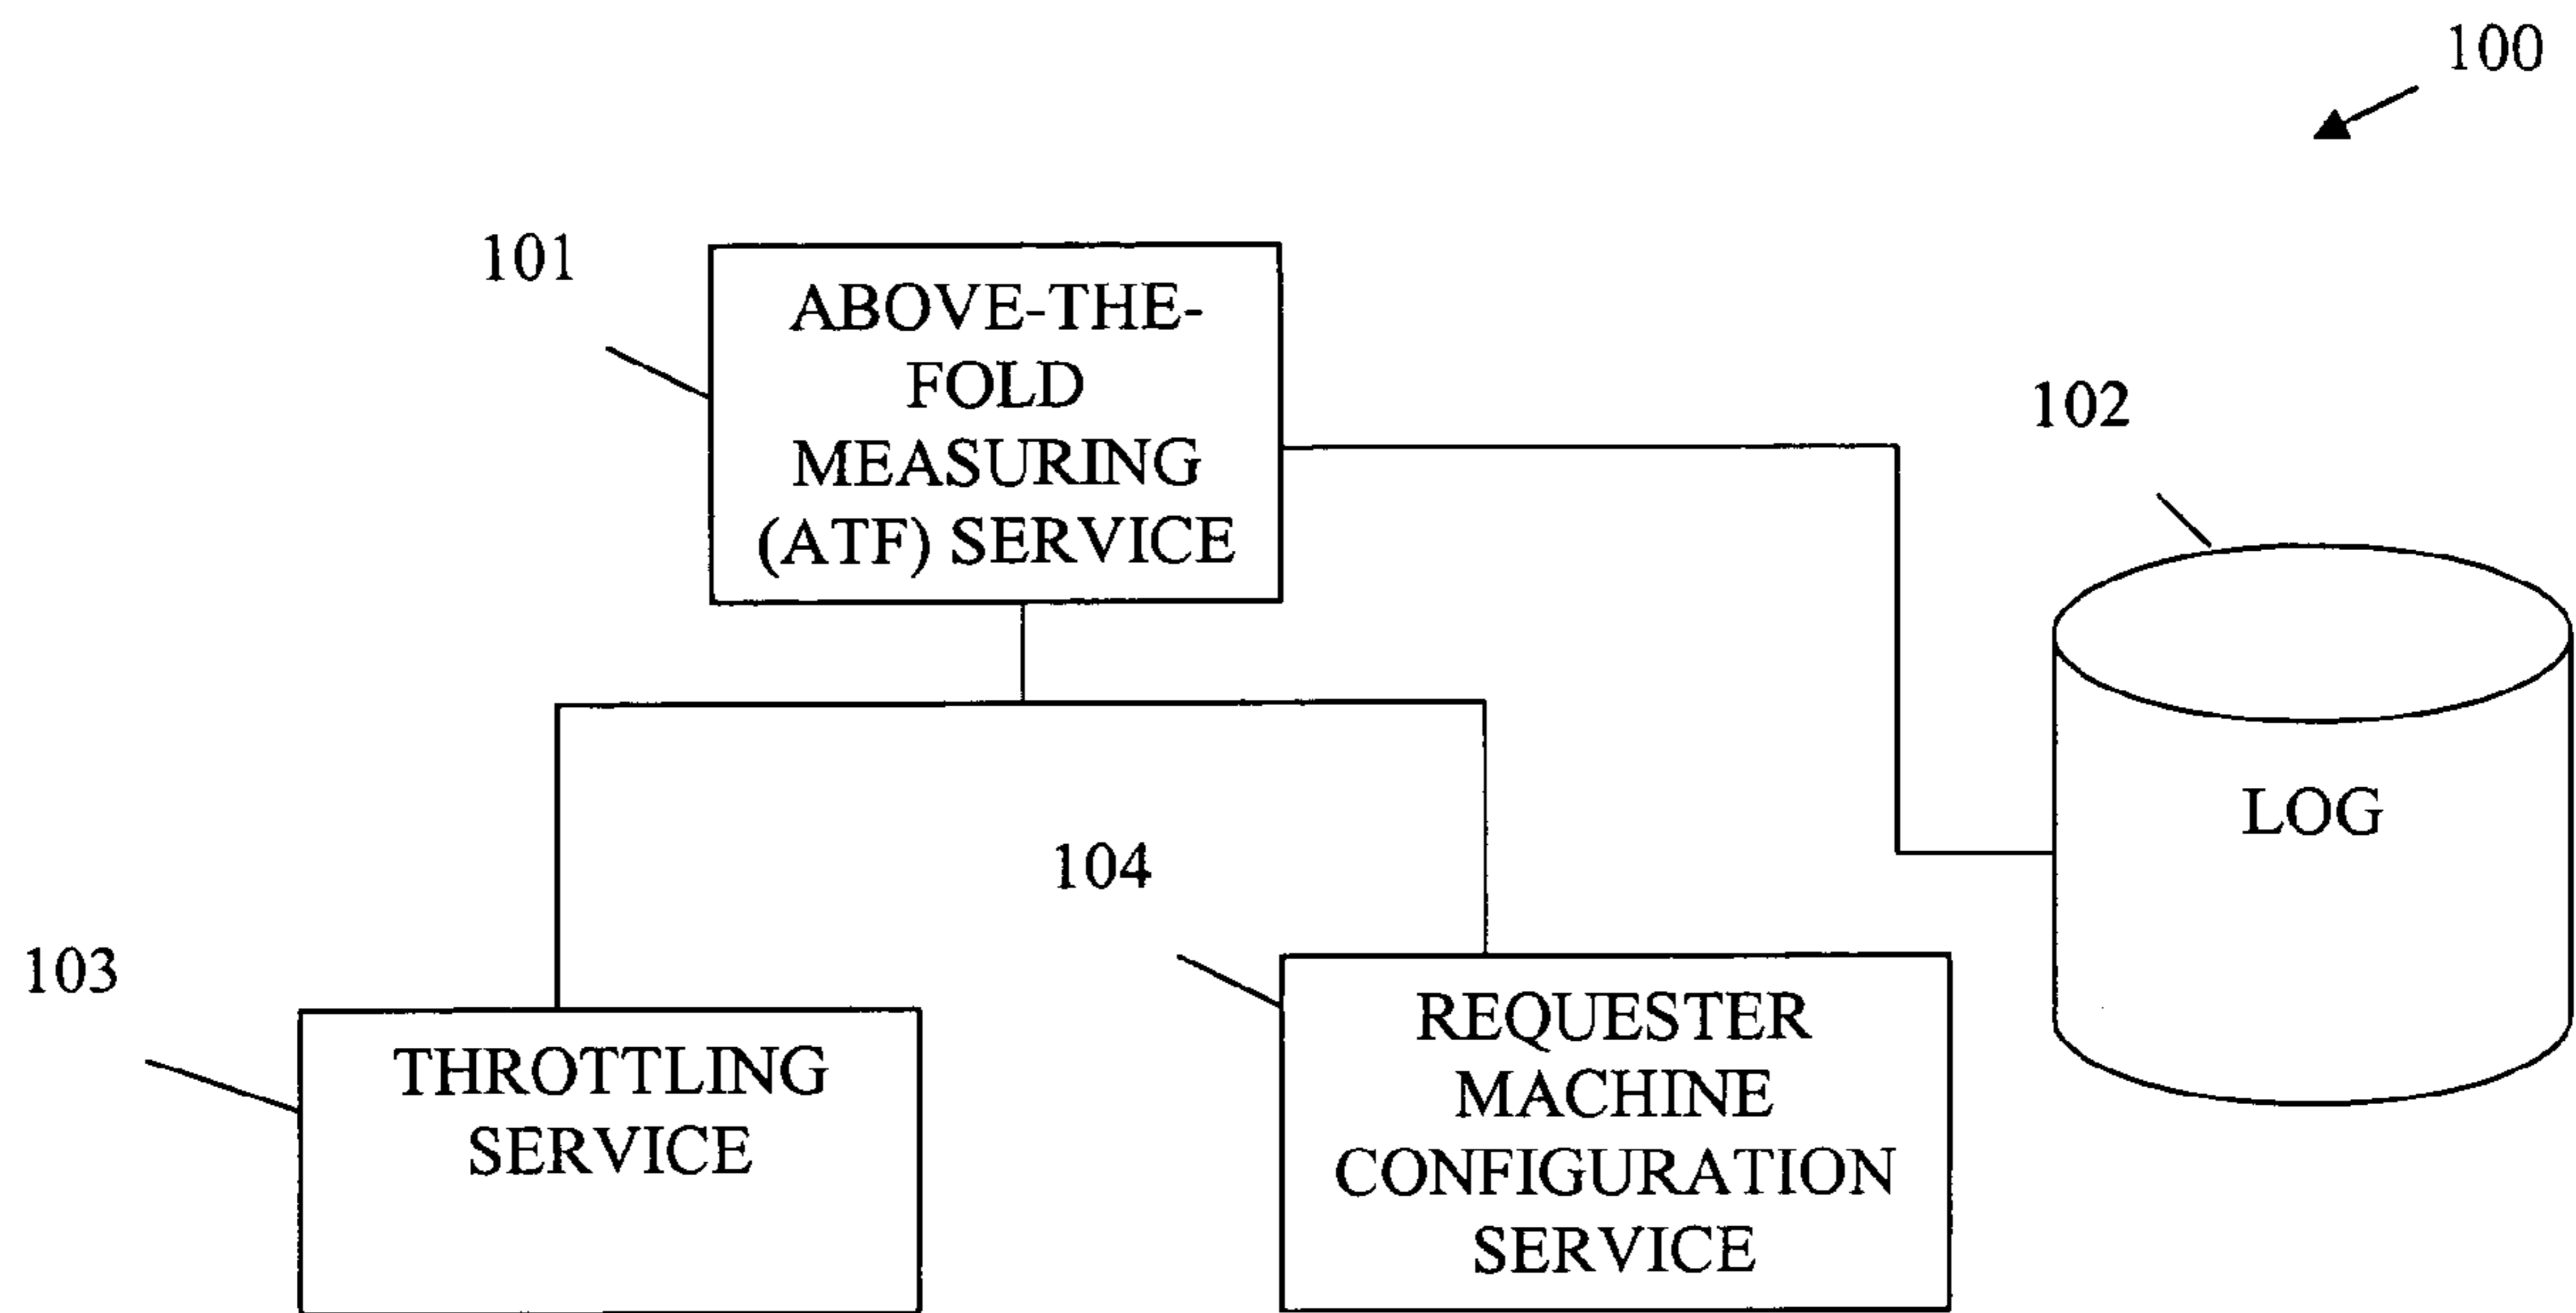 100
101
ABOVE-THE-
FOLD
MEASURING
(ATF) SERVICE
102
LOG
103
THROTTLING
SERVICE
104
REQUESTER
MACHINE
CONFIGURATION
SERVICE